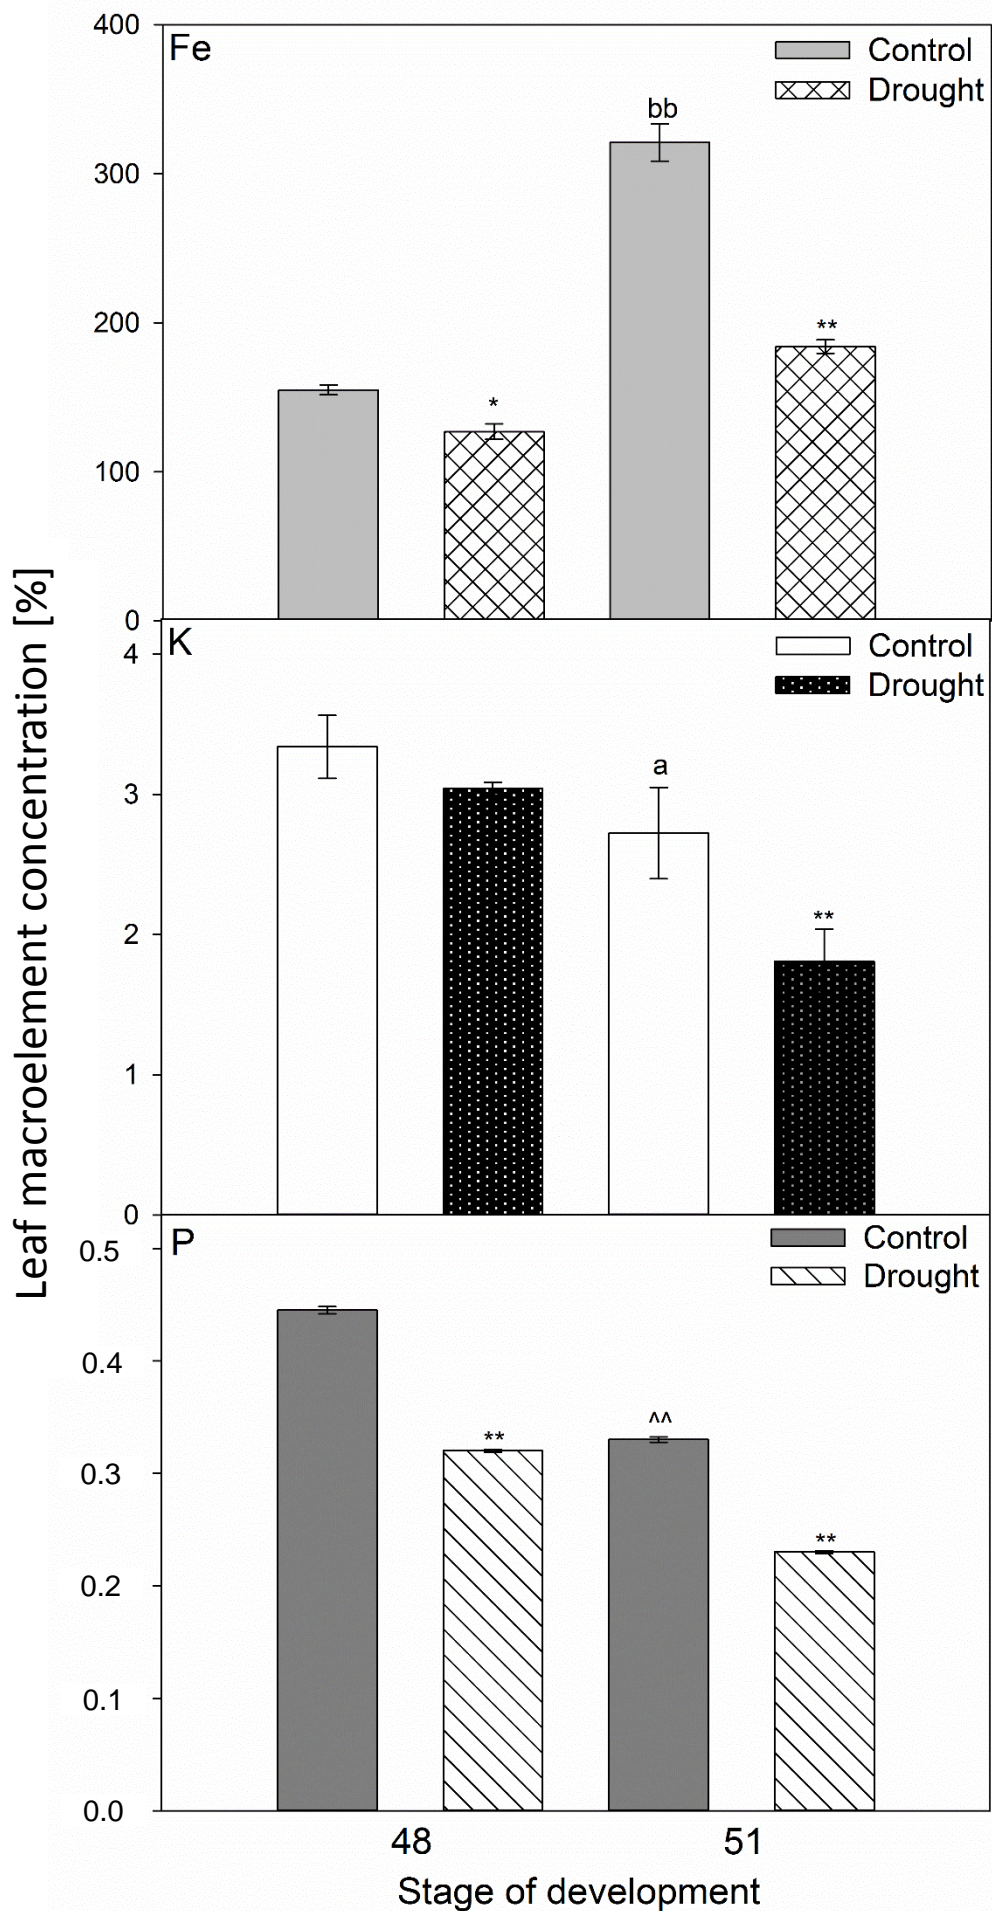 Leaf macroelement concentration [%]
400
Fe
Control
Drought
bb
300
200
**
*
100
0
K
Control
Drought
4
3
a
2
**
1
0
P
Control
Drought
0.5
0.4
^^
**
0.3
**
0.2
0.1
0.0
48 51
Stage of development